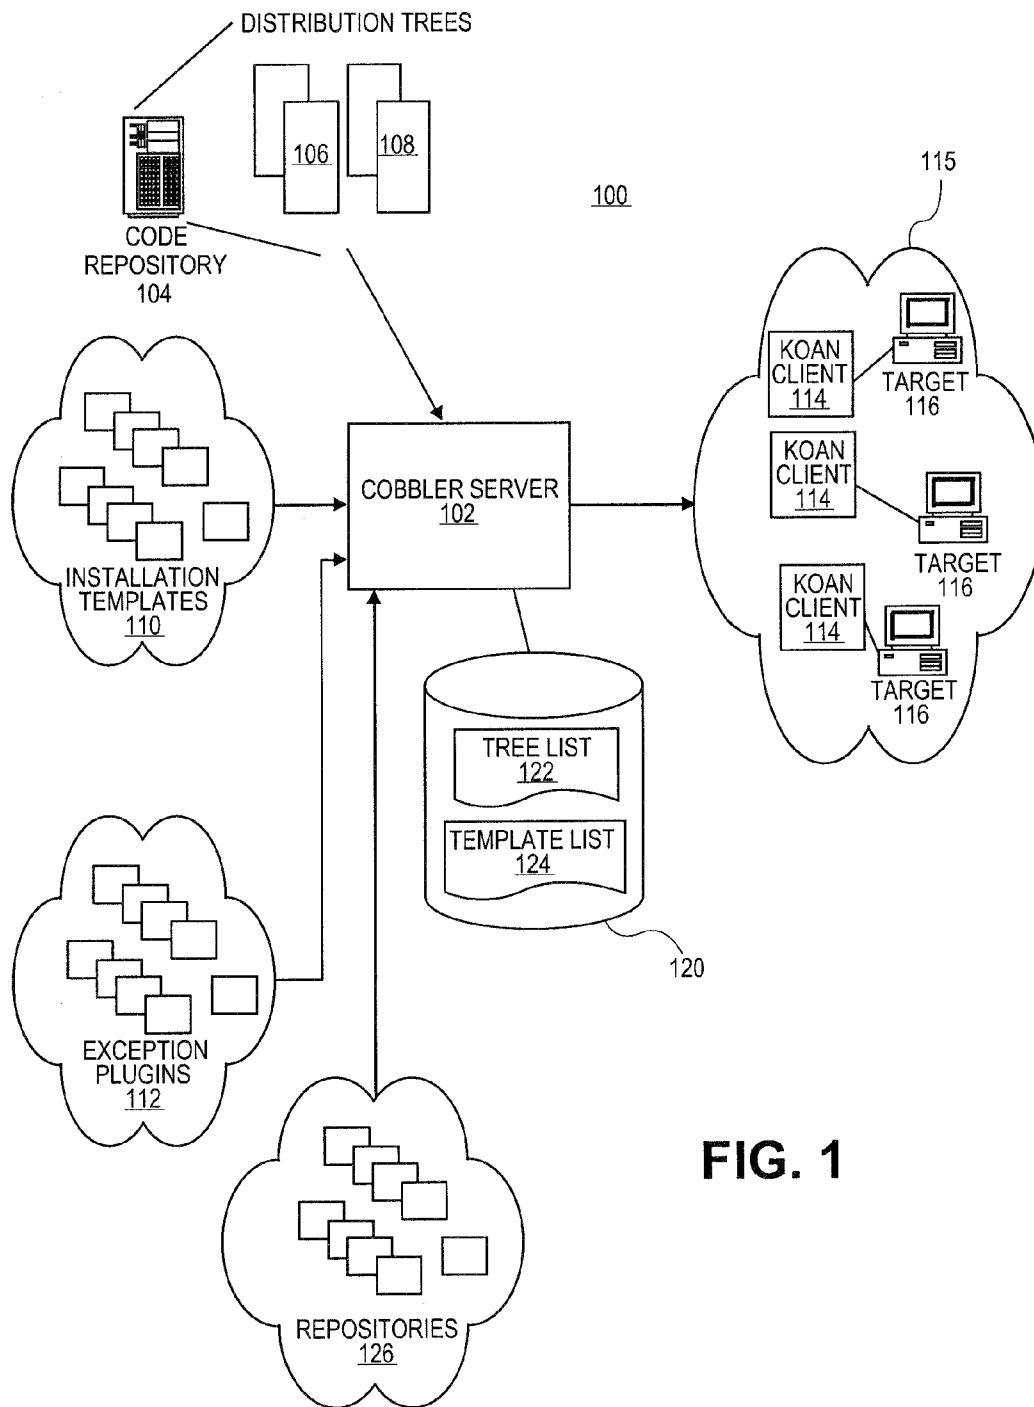 DISTRIBUTION TREES
106
108
100
115
CODE
REPOSITORY
104
KOAN
CLIENT
114
TARGET
116
KOAN
CLIENT
114
TARGET
116
KOAN
CLIENT
114
TARGET
116
COBBLER SERVER
102
INSTALLATION
TEMPLATES
110
TREE LIST
122
TEMPLATE LIST
124
120
EXCEPTION
PLUGINS
112
FIG. 1
REPOSITORIES
126